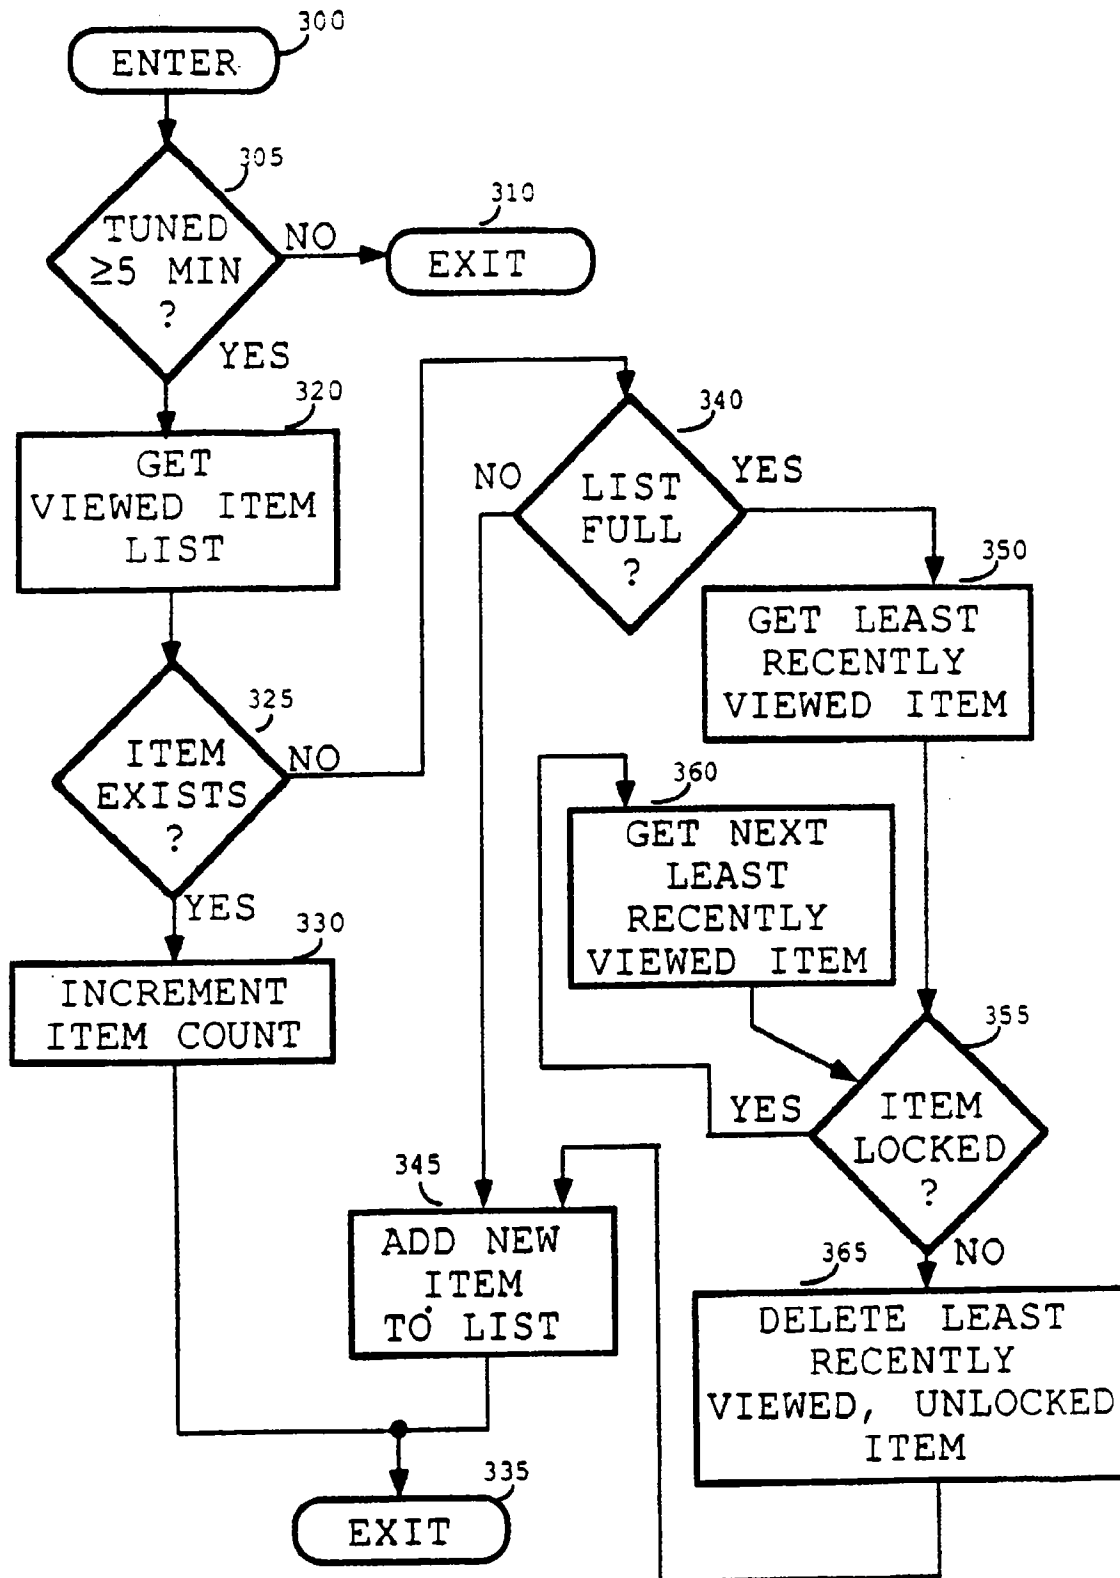 300
ENTER
305
TUNED
≥5 MIN
?
NO
310
EXIT
YES
320
GET
VIEWED ITEM
LIST
325
ITEM
EXISTS
?
NO
YES
330
INCREMENT
ITEM COUNT
340
LIST
FULL
?
NO
YES
350
GET LEAST
RECENTLY
VIEWED ITEM
360
GET NEXT
LEAST
RECENTLY
VIEWED ITEM
355
ITEM
LOCKED
?
YES
NO
345
ADD NEW
ITEM
TO LIST
365
DELETE LEAST
RECENTLY
VIEWED, UNLOCKED
ITEM
335
EXIT